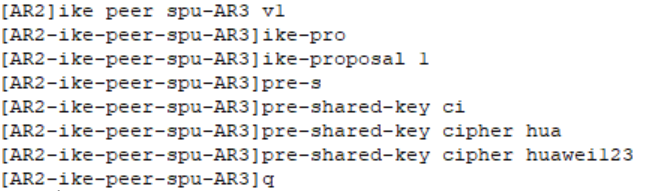 [AR2]ike peer spu-AR3 v1
[AR2-ike-peer-spu-AR3]ike-pro
[AR2-ike-peer-spu-AR3]ike-proposal 1
[AR2-ike-peer-spu-AR3]pre-s
[AR2-ike-peer-spu-AR3]pre-shared-key ci
[AR2-ike-peer-spu-AR3]pre-shared-key cipher hua
[AR2-ike-peer-spu-AR3]pre-shared-key cipher huawei123
[AR2-ike-peer-spu-AR3]q